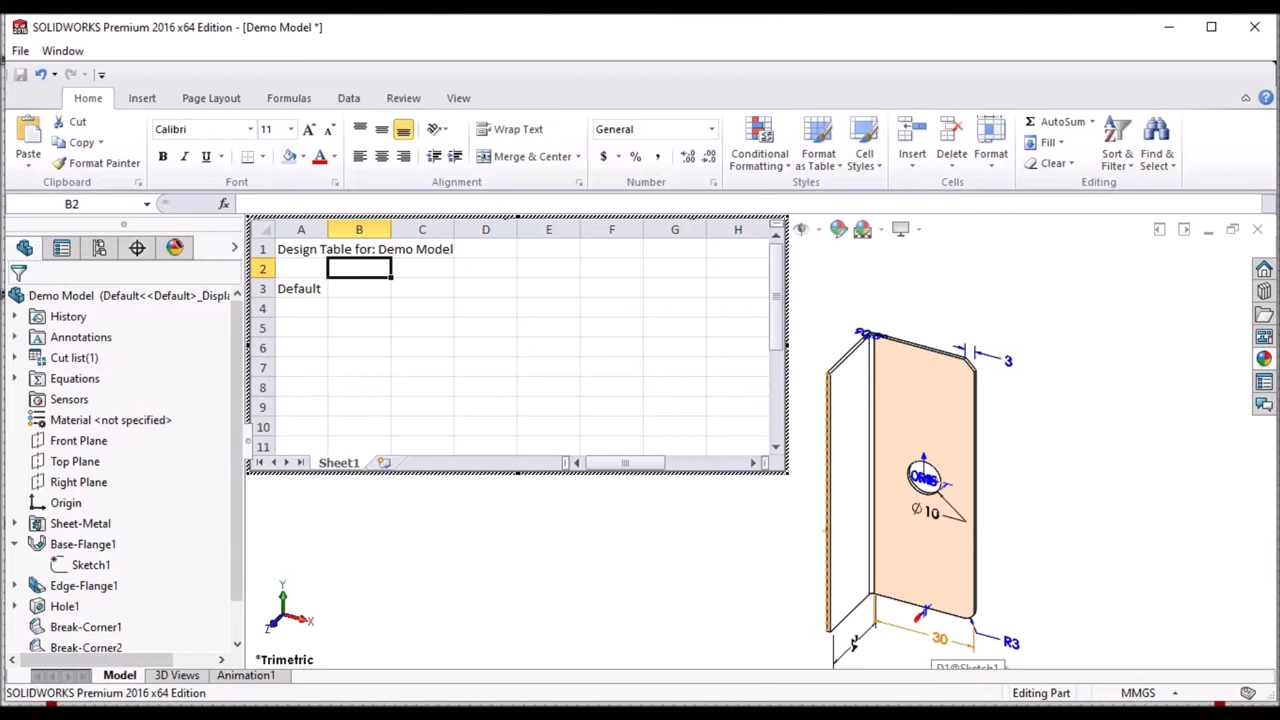 SOLIDWORKS Premium 2016 x64 Edition - [Demo Model *]
File Window
Home Insert Page Layout Formulas Data Review View
Cut
Copy
Format Painter
Paste
Clipboard
Calibri 11
B I U
Font
Wrap Text
Merge & Center
Alignment
General
$ % ,
Number
Conditional Formatting
Format as Table
Cell Styles
Styles
Insert Delete Format
Cells
AutoSum
Fill
Clear
Sort & Filter
Find & Select
Editing
B2 fx
A B C D E F G H
1 Design Table for: Demo Model
2
3 Default
4
5
6
7
8
9
10
11
Sheet1
Demo Model (Default<<Default>_Displa
History
Annotations
Cut list(1)
Equations
Sensors
Material <not specified>
Front Plane
Top Plane
Right Plane
Origin
Sheet-Metal
Base-Flange1
Sketch1
Edge-Flange1
Hole1
Break-Corner1
Break-Corner2
3
Ø 10
30
R3
D1@Sketch1
Y
X
Z
*Trimetric
Model 3D Views Animation1
SOLIDWORKS Premium 2016 x64 Edition Editing Part MMGS